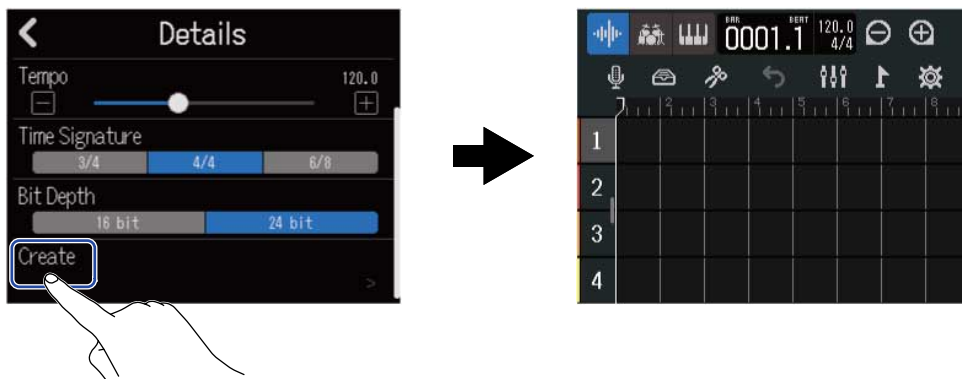 Details
Tempo
120.0
Time Signature
3/4 4/4 6/8
Bit Depth
16 bit 24 bit
Create
>
BAR BEAT
0001.1 120.0
4/4
2 3 4 5 6 7 8
1
2
3
4